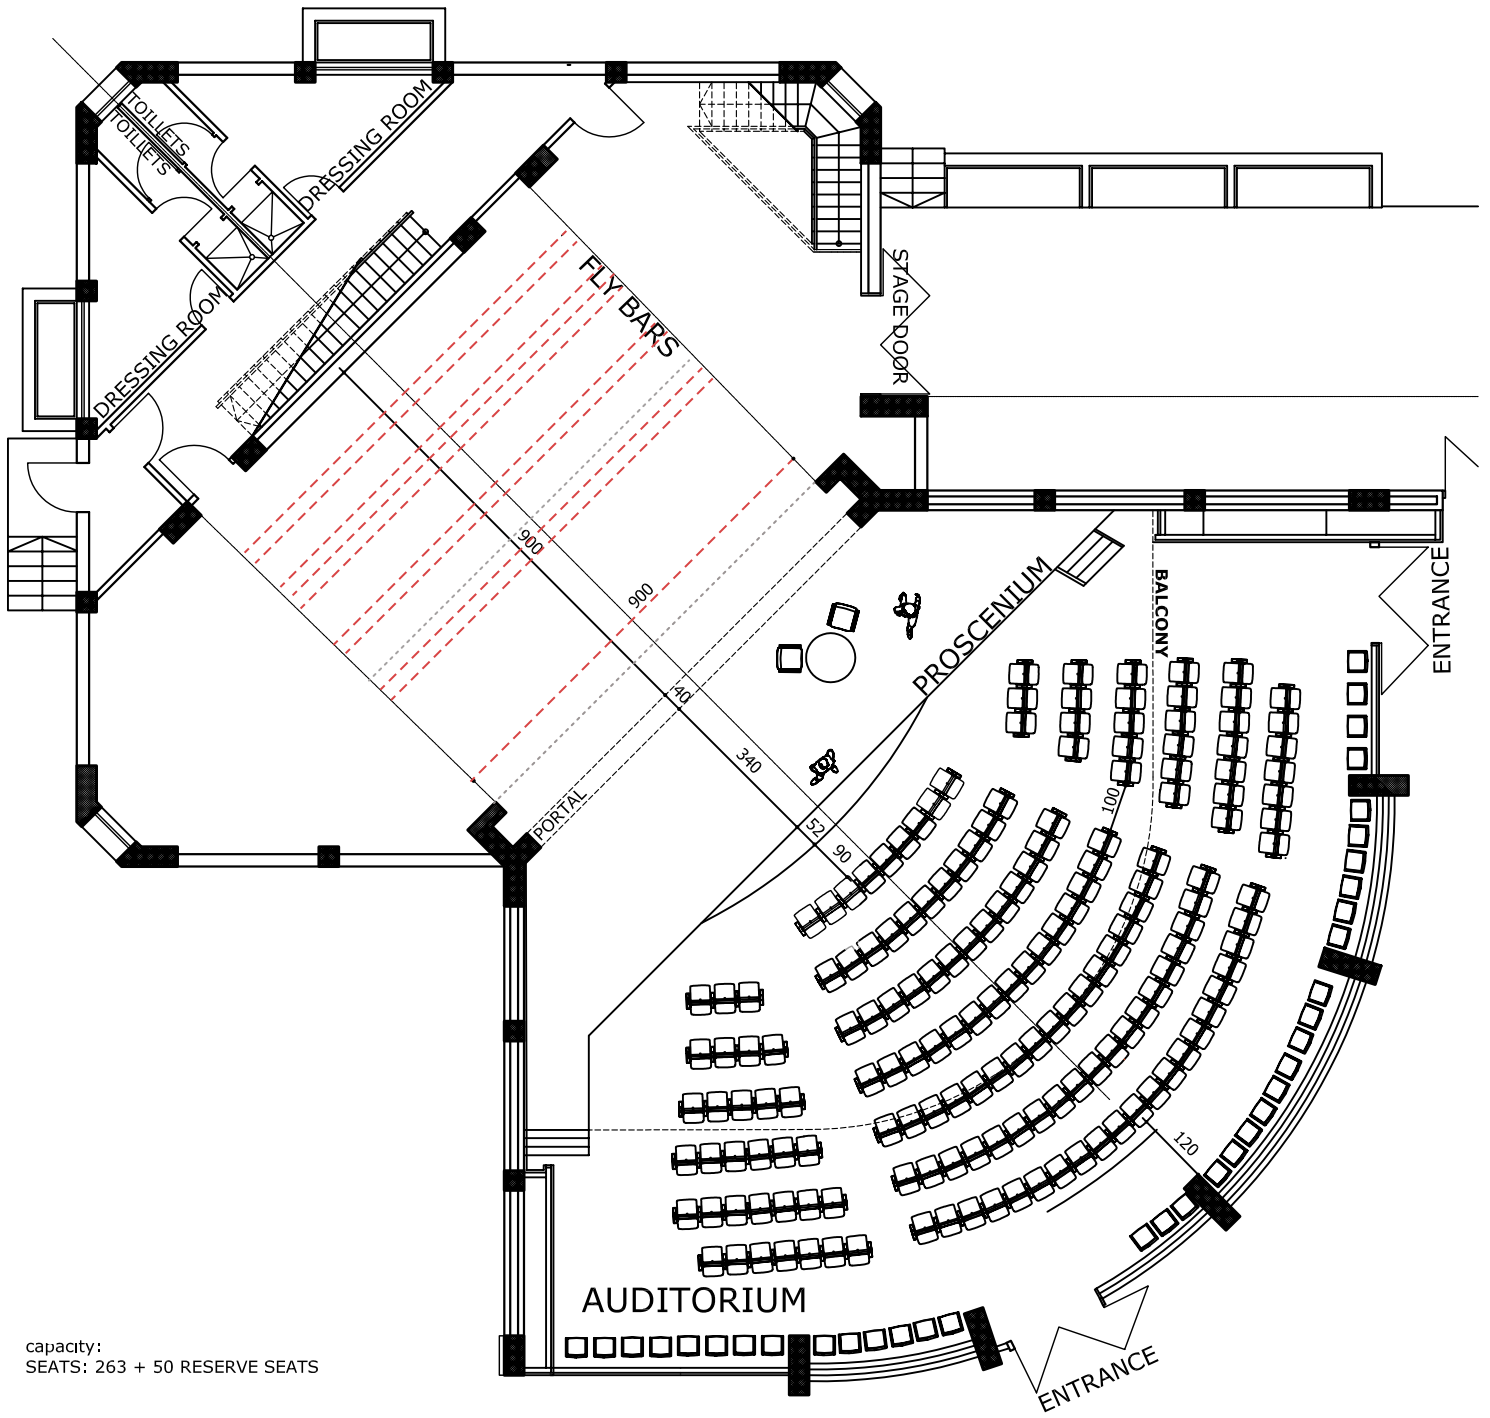 TOILLETS
TOILLETS
DRESSING ROOM
DRESSING ROOM
FLY BARS
STAGE DOOR
900
900
40
PORTAL
PROSCENIUM
BALCONY
ENTRANCE
340
52
90
100
120
AUDITORIUM
ENTRANCE
capacity:
SEATS: 263 + 50 RESERVE SEATS